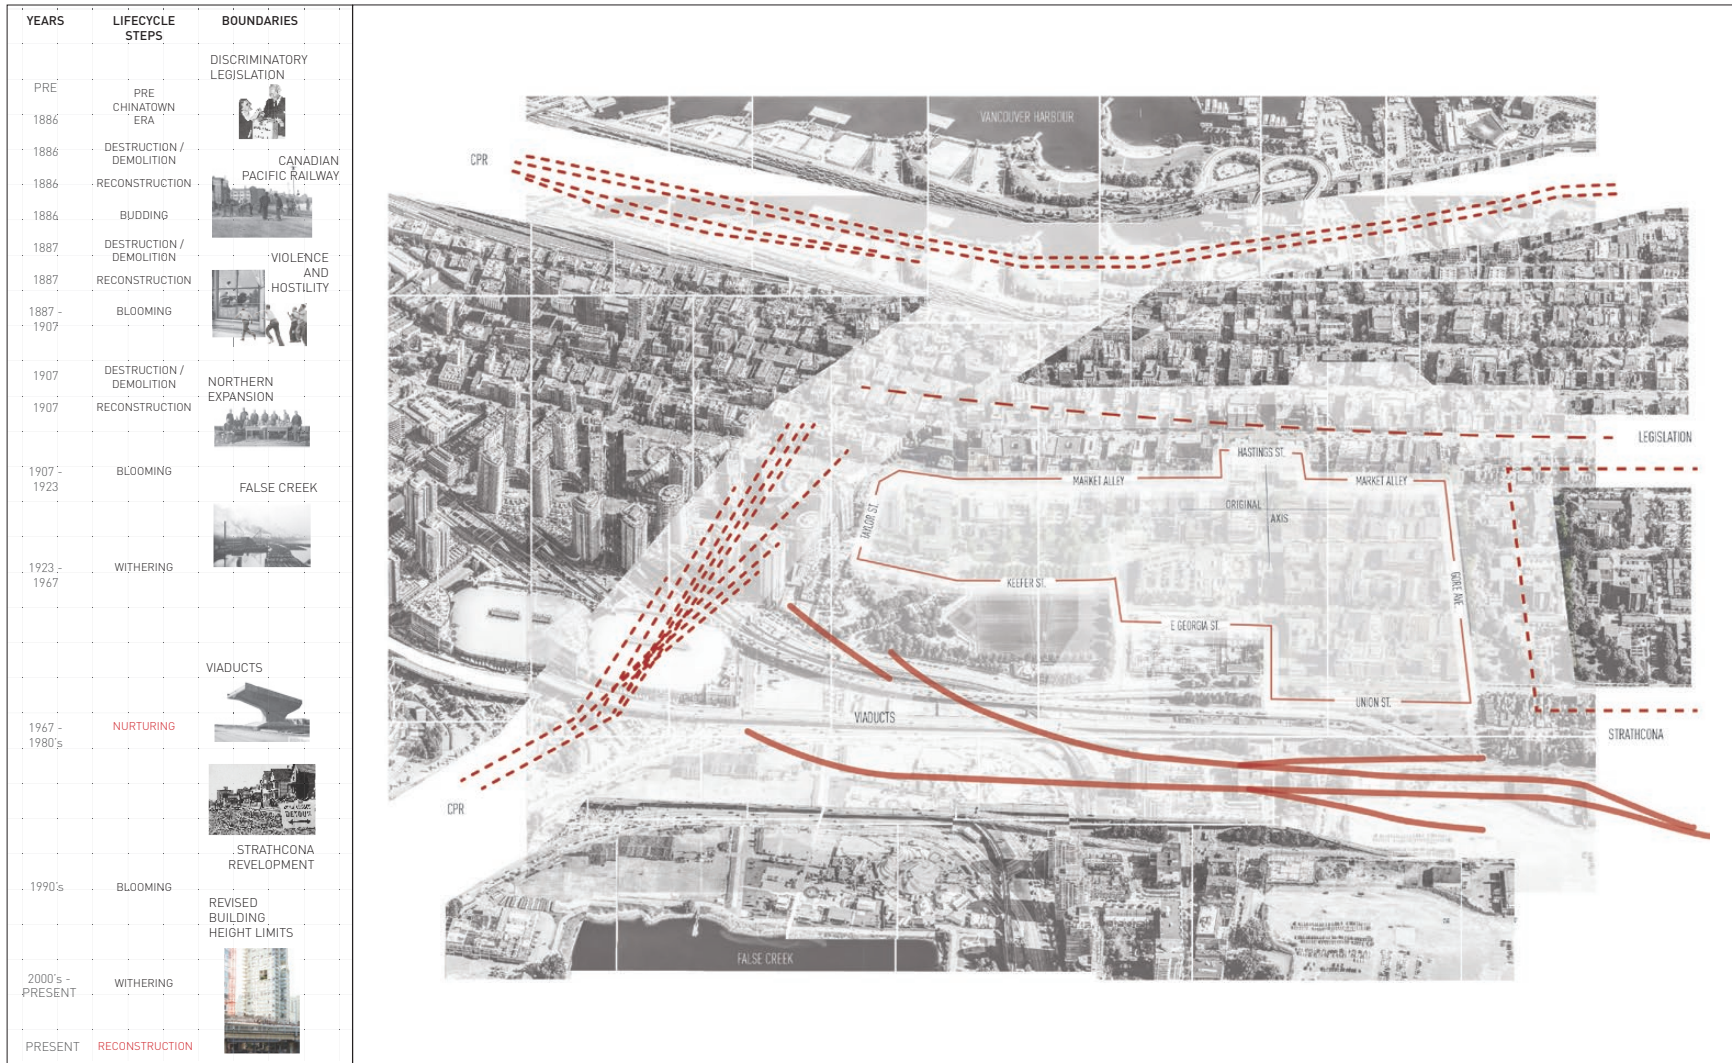 YEARS
LIFECYCLE
STEPS
BOUNDARIES
DISCRIMINATORY
LEGISLATION
PRE
1886
PRE
CHINATOWN
ERA
1886
DESTRUCTION /
DEMOLITION
CANADIAN
PACIFIC RAILWAY
1886
RECONSTRUCTION
1886
BUDDING
1887
DESTRUCTION /
DEMOLITION
VIOLENCE
AND
HOSTILITY
1887
RECONSTRUCTION
1887 -
1907
BLOOMING
1907
DESTRUCTION /
DEMOLITION
NORTHERN
EXPANSION
1907
RECONSTRUCTION
1907 -
1923
BLOOMING
FALSE CREEK
1923 -
1967
WITHERING
VIADUCTS
1967 -
1980's
NURTURING
DETOUR
STRATHCONA
REVELOPMENT
1990's
BLOOMING
REVISED
BUILDING
HEIGHT LIMITS
2000's -
PRESENT
WITHERING
PRESENT
RECONSTRUCTION
VANCOUVER HARBOUR
CPR
LEGISLATION
HASTINGS ST.
MARKET ALLEY
MARKET ALLEY
ORIGINAL
AXIS
TAYLOR ST.
KEEFER ST.
GORE AVE.
E GEORGIA ST.
UNION ST.
VIADUCTS
STRATHCONA
CPR
FALSE CREEK